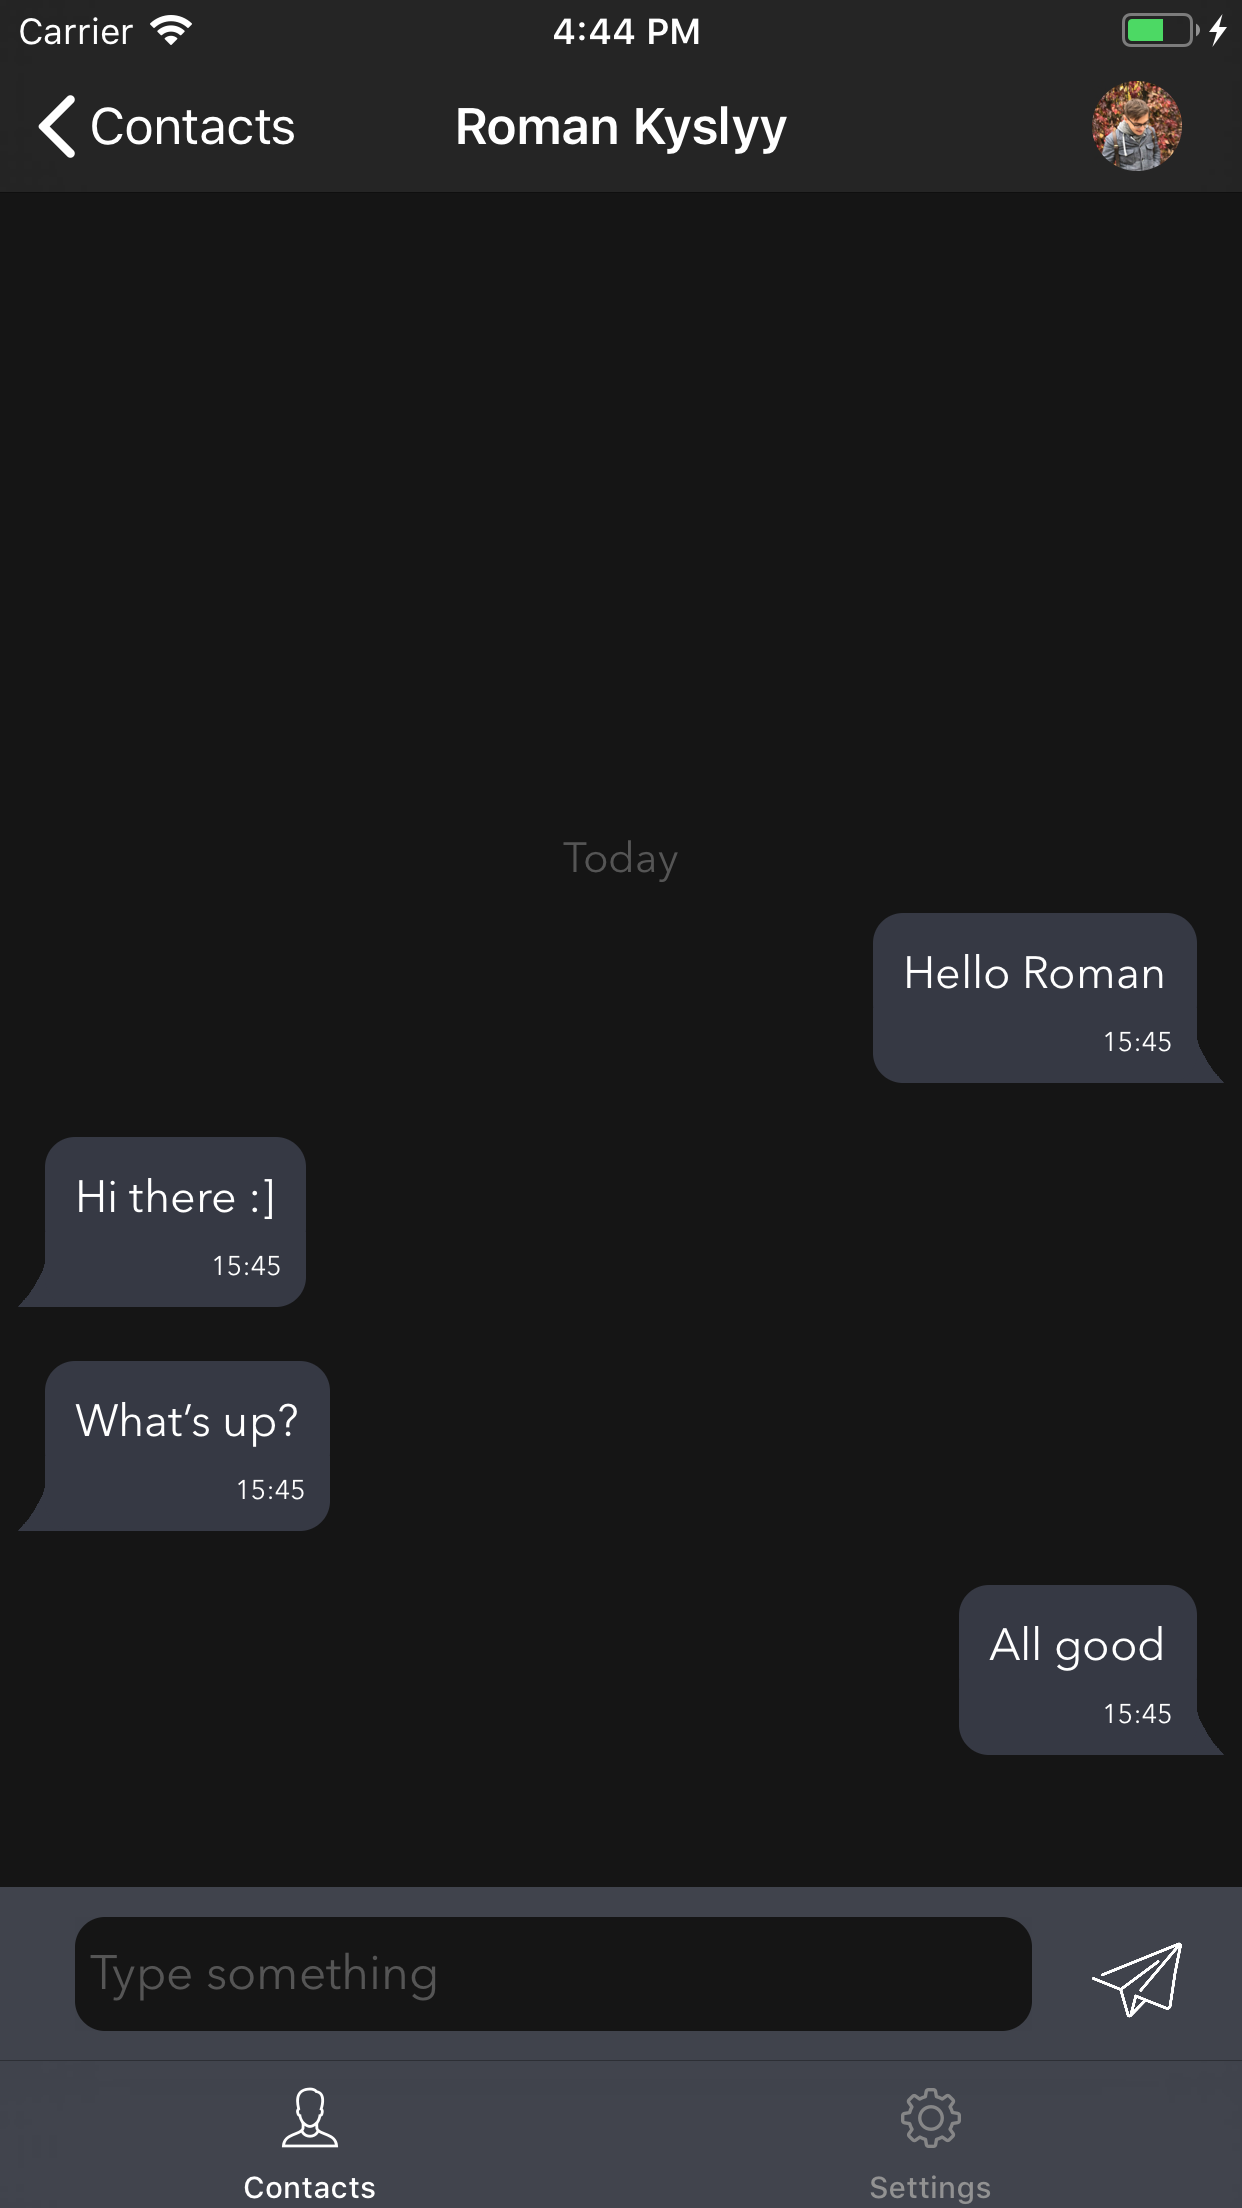 Carrier 4:44 PM
Contacts Roman Kyslyy
Today
Hello Roman
15:45
Hi there :]
15:45
What’s up?
15:45
All good
15:45
Type something
Contacts Settings